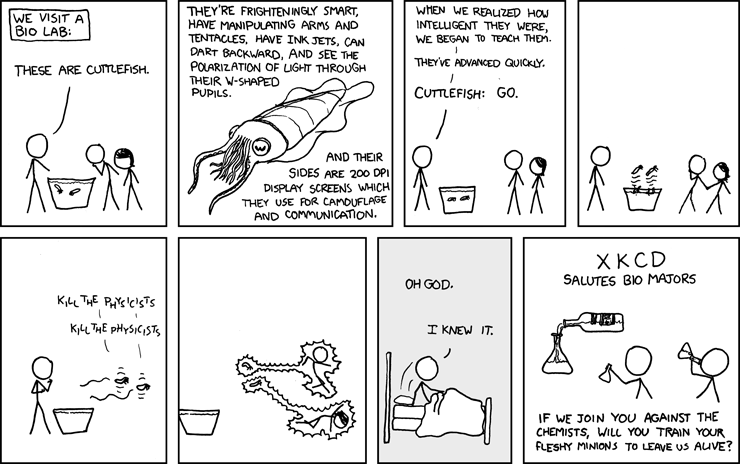 WE VISIT A
BIO LAB:
THESE ARE CUTTLEFISH.
THEY'RE FRIGHTENINGLY SMART,
HAVE MANIPULATING ARMS AND
TENTACLES, HAVE INK JETS, CAN
DART BACKWARD, AND SEE THE
POLARIZATION OF LIGHT THROUGH
THEIR W-SHAPED
PUPILS.
AND THEIR
SIDES ARE 200 DPI
DISPLAY SCREENS WHICH
THEY USE FOR CAMOUFLAGE
AND COMMUNICATION.
WHEN WE REALIZED HOW
INTELLIGENT THEY WERE,
WE BEGAN TO TEACH THEM.
THEY'VE ADVANCED QUICKLY.
CUTTLEFISH: GO.
KILL THE PHYSICISTS
KILL THE PHYSICISTS
OH GOD.
I KNEW IT.
XKCD
SALUTES BIO MAJORS
IF WE JOIN YOU AGAINST THE
CHEMISTS, WILL YOU TRAIN YOUR
FLESHY MINIONS TO LEAVE US ALIVE?